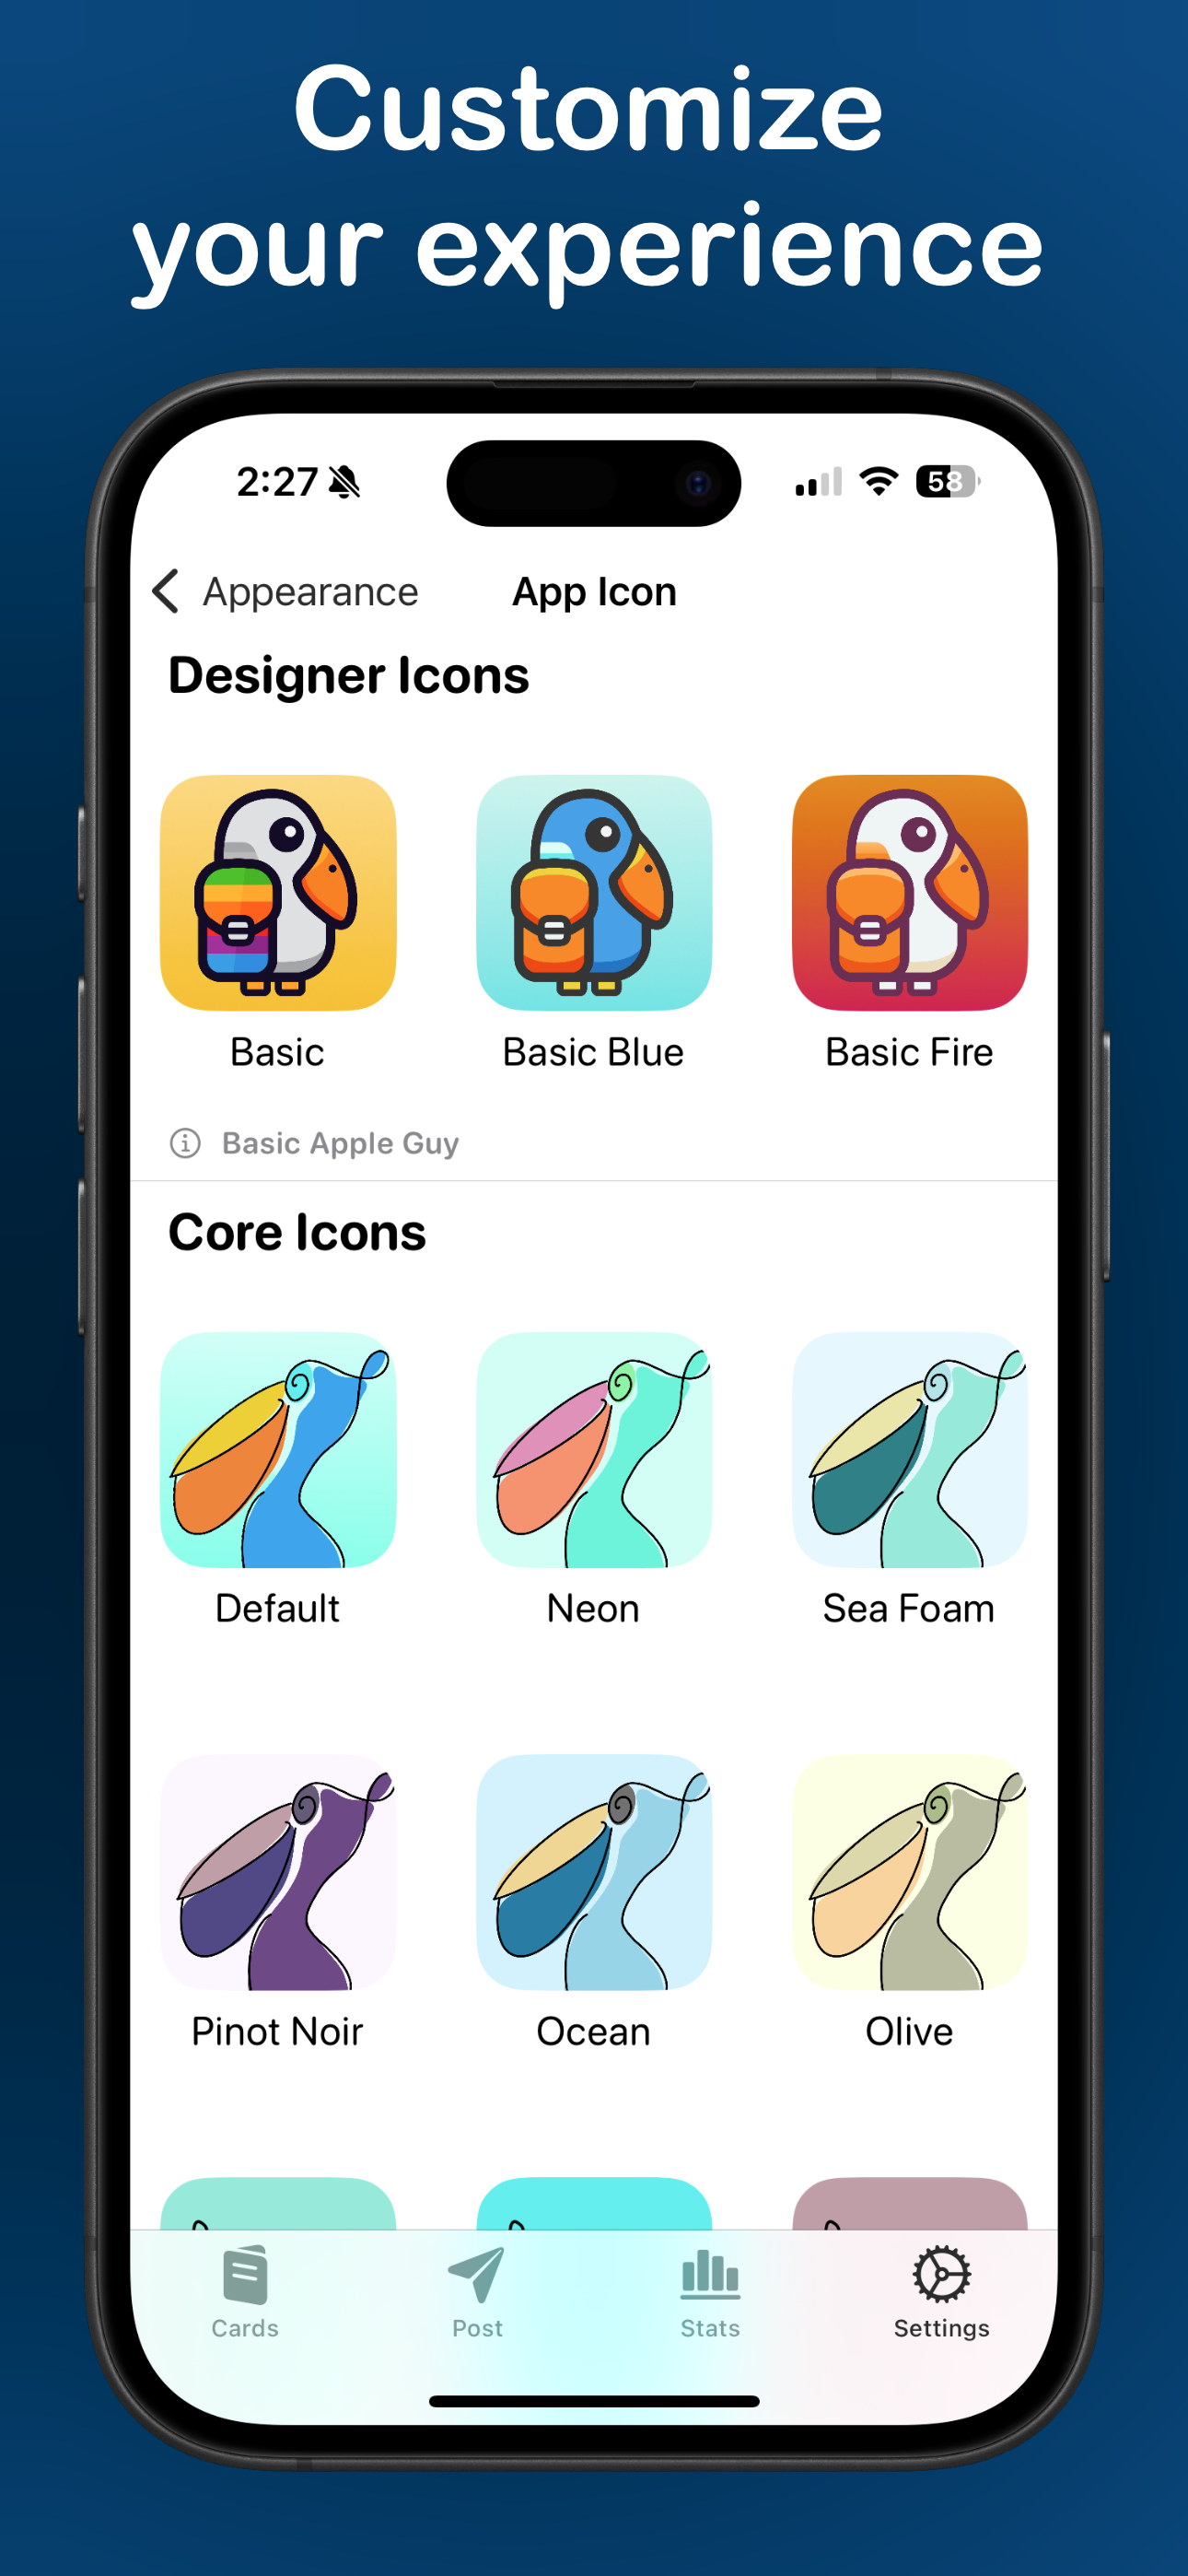 Customize
your experience
2:27
58
Appearance
App Icon
Designer Icons
Basic
Basic Blue
Basic Fire
Basic Apple Guy
Core Icons
Default
Neon
Sea Foam
Pinot Noir
Ocean
Olive
Cards
Post
Stats
Settings